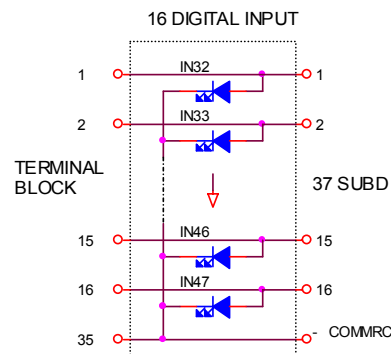 16 DIGITAL INPUT
1 IN32 1
2 IN33 2
TERMINAL
BLOCK
37 SUBD
15 IN46 15
16 IN47 16
35 - COMMRC